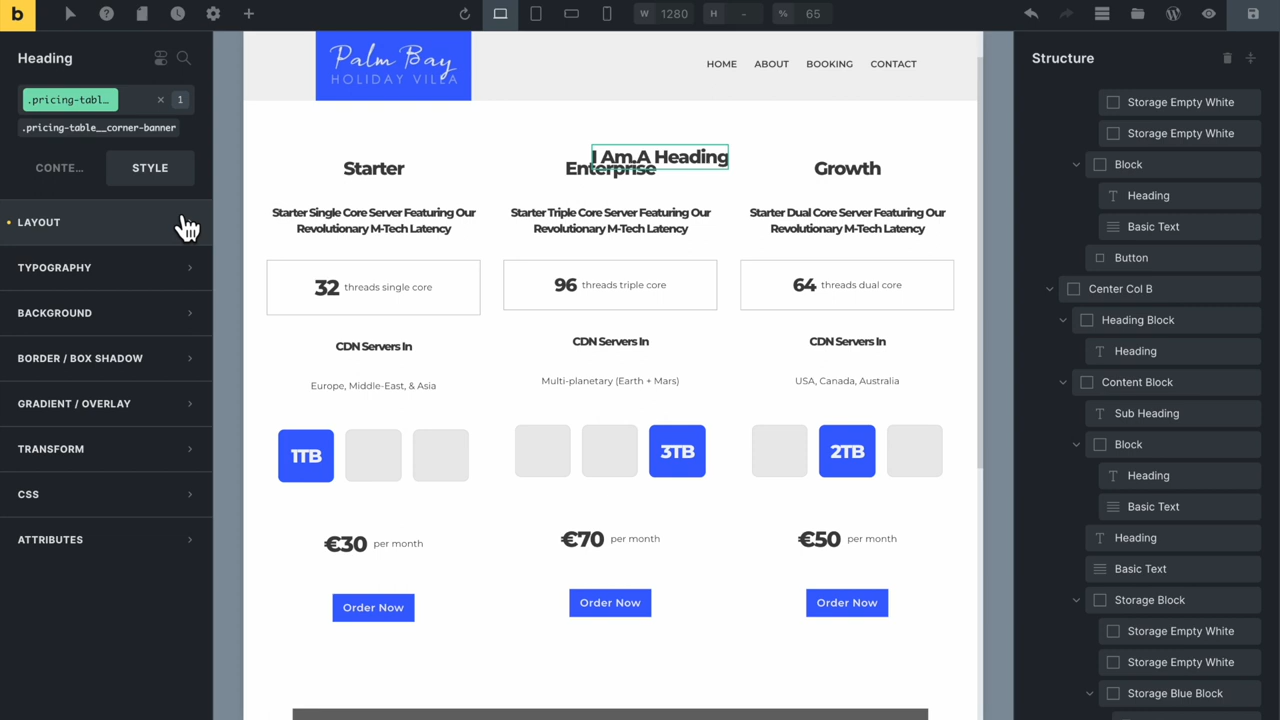 b
W 1280
H -
% 65
Heading
.pricing-tabl...
× 1
.pricing-table__corner-banner
CONTE...
STYLE
LAYOUT
TYPOGRAPHY
BACKGROUND
BORDER / BOX SHADOW
GRADIENT / OVERLAY
TRANSFORM
CSS
ATTRIBUTES
Palm Bay
HOLIDAY VILLA
HOME
ABOUT
BOOKING
CONTACT
I Am A Heading
Starter
Enterprise
Growth
Starter Single Core Server Featuring Our
Revolutionary M-Tech Latency
Starter Triple Core Server Featuring Our
Revolutionary M-Tech Latency
Starter Dual Core Server Featuring Our
Revolutionary M-Tech Latency
32 threads single core
96 threads triple core
64 threads dual core
CDN Servers In
CDN Servers In
CDN Servers In
Europe, Middle-East, & Asia
Multi-planetary (Earth + Mars)
USA, Canada, Australia
1TB
3TB
2TB
€30 per month
€70 per month
€50 per month
Order Now
Order Now
Order Now
Structure
Storage Empty White
Storage Empty White
Block
Heading
Basic Text
Button
Center Col B
Heading Block
Heading
Content Block
Sub Heading
Block
Heading
Basic Text
Heading
Basic Text
Storage Block
Storage Empty White
Storage Empty White
Storage Blue Block